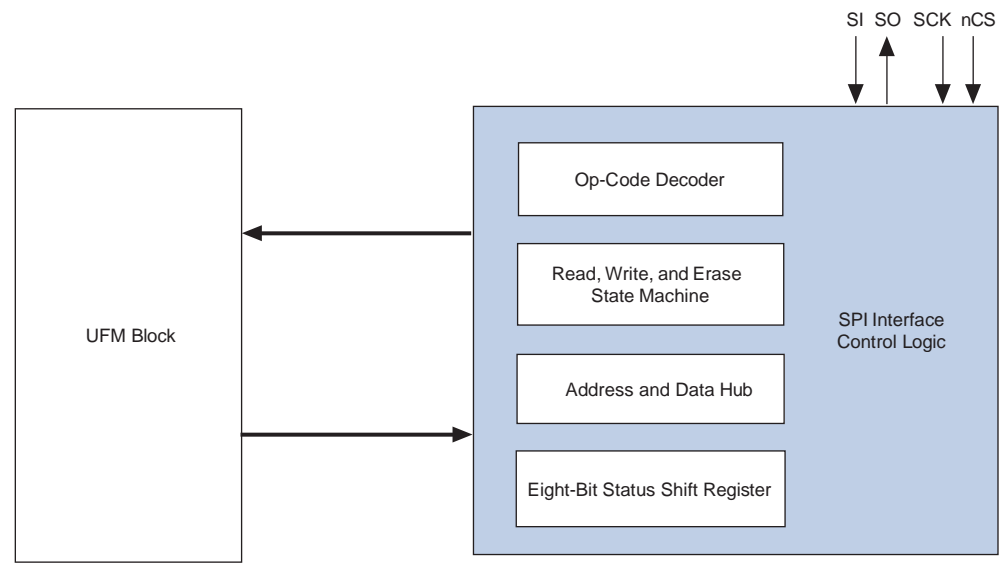 SI SO SCK nCS
Op-Code Decoder
Read, Write, and Erase
State Machine
UFM Block
SPI Interface
Control Logic
Address and Data Hub
Eight-Bit Status Shift Register